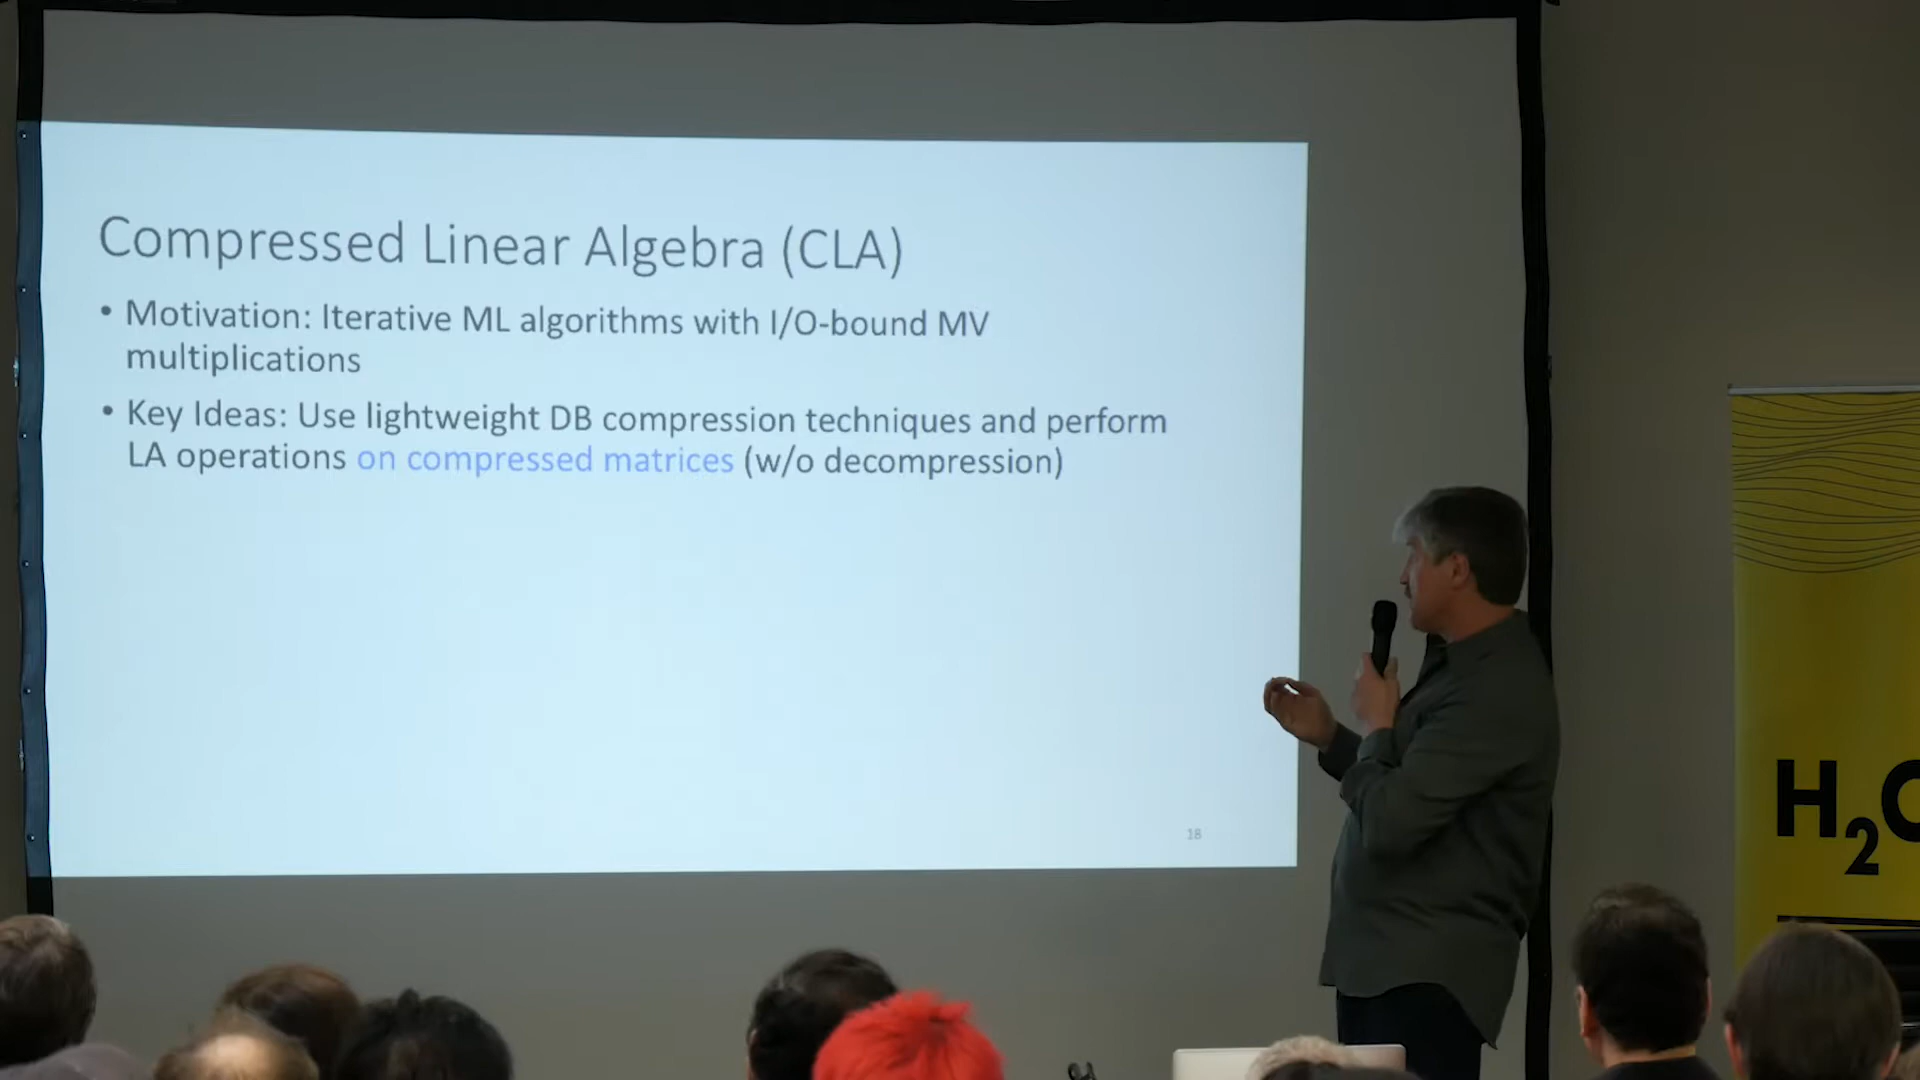 Compressed Linear Algebra (CLA)
• Motivation: Iterative ML algorithms with I/O-bound MV
multiplications
• Key Ideas: Use lightweight DB compression techniques and perform
LA operations on compressed matrices (w/o decompression)
18
H2O